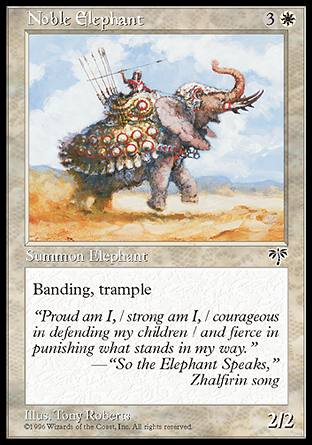 Noble Elephant 3
Summon Elephant
Banding, trample
“Proud am I, / strong am I, / courageous
in defending my children / and fierce in
punishing what stands in my way.”
—“So the Elephant Speaks,”
Zhalfirin song
Illus. Tony Roberts
©1996 Wizards of the Coast, Inc. All rights reserved.
2/2